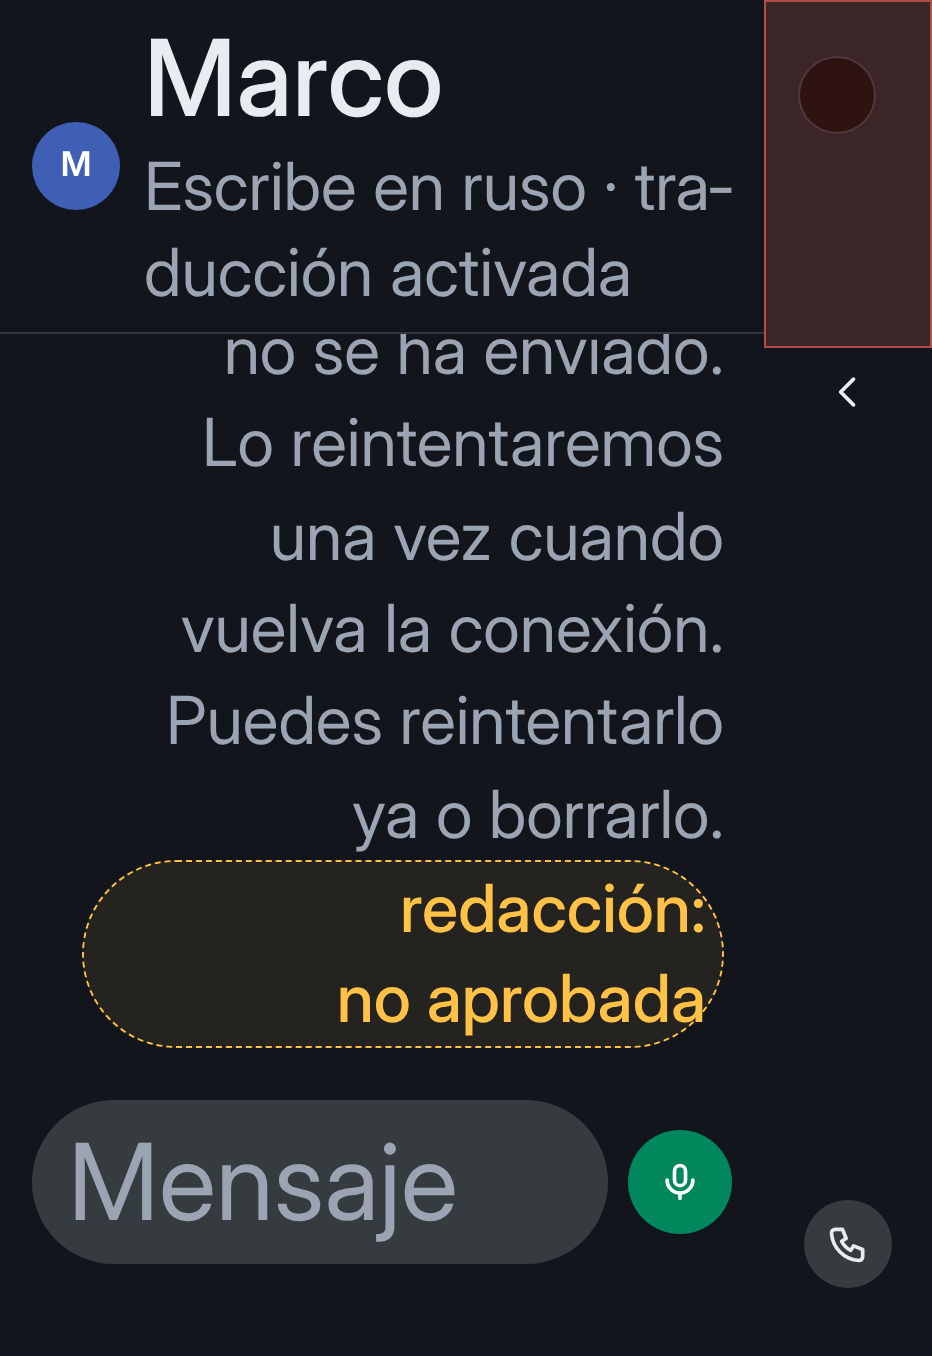 Marco
M
Escribe en ruso · tra-
ducción activada
no se ha enviado.
Lo reintentaremos
una vez cuando
vuelva la conexión.
Puedes reintentarlo
ya o borrarlo.
redacción:
no aprobada
Mensaje